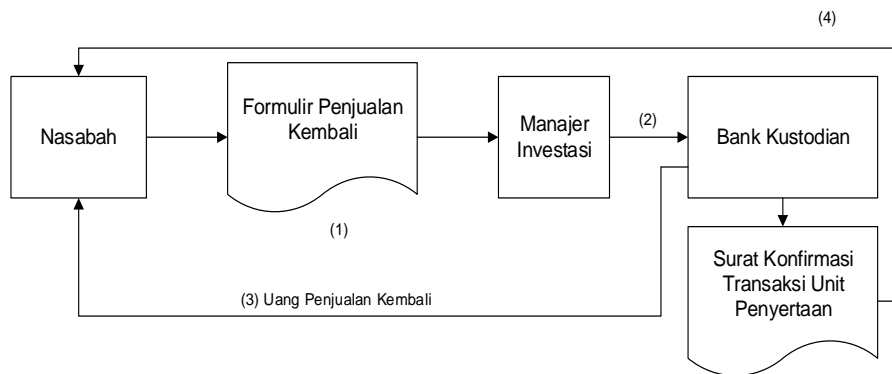 (4)
Nasabah
Formulir Penjualan
Kembali
Manajer
Investasi
(2)
Bank Kustodian
(1)
(3) Uang Penjualan Kembali
Surat Konfirmasi
Transaksi Unit
Penyertaan